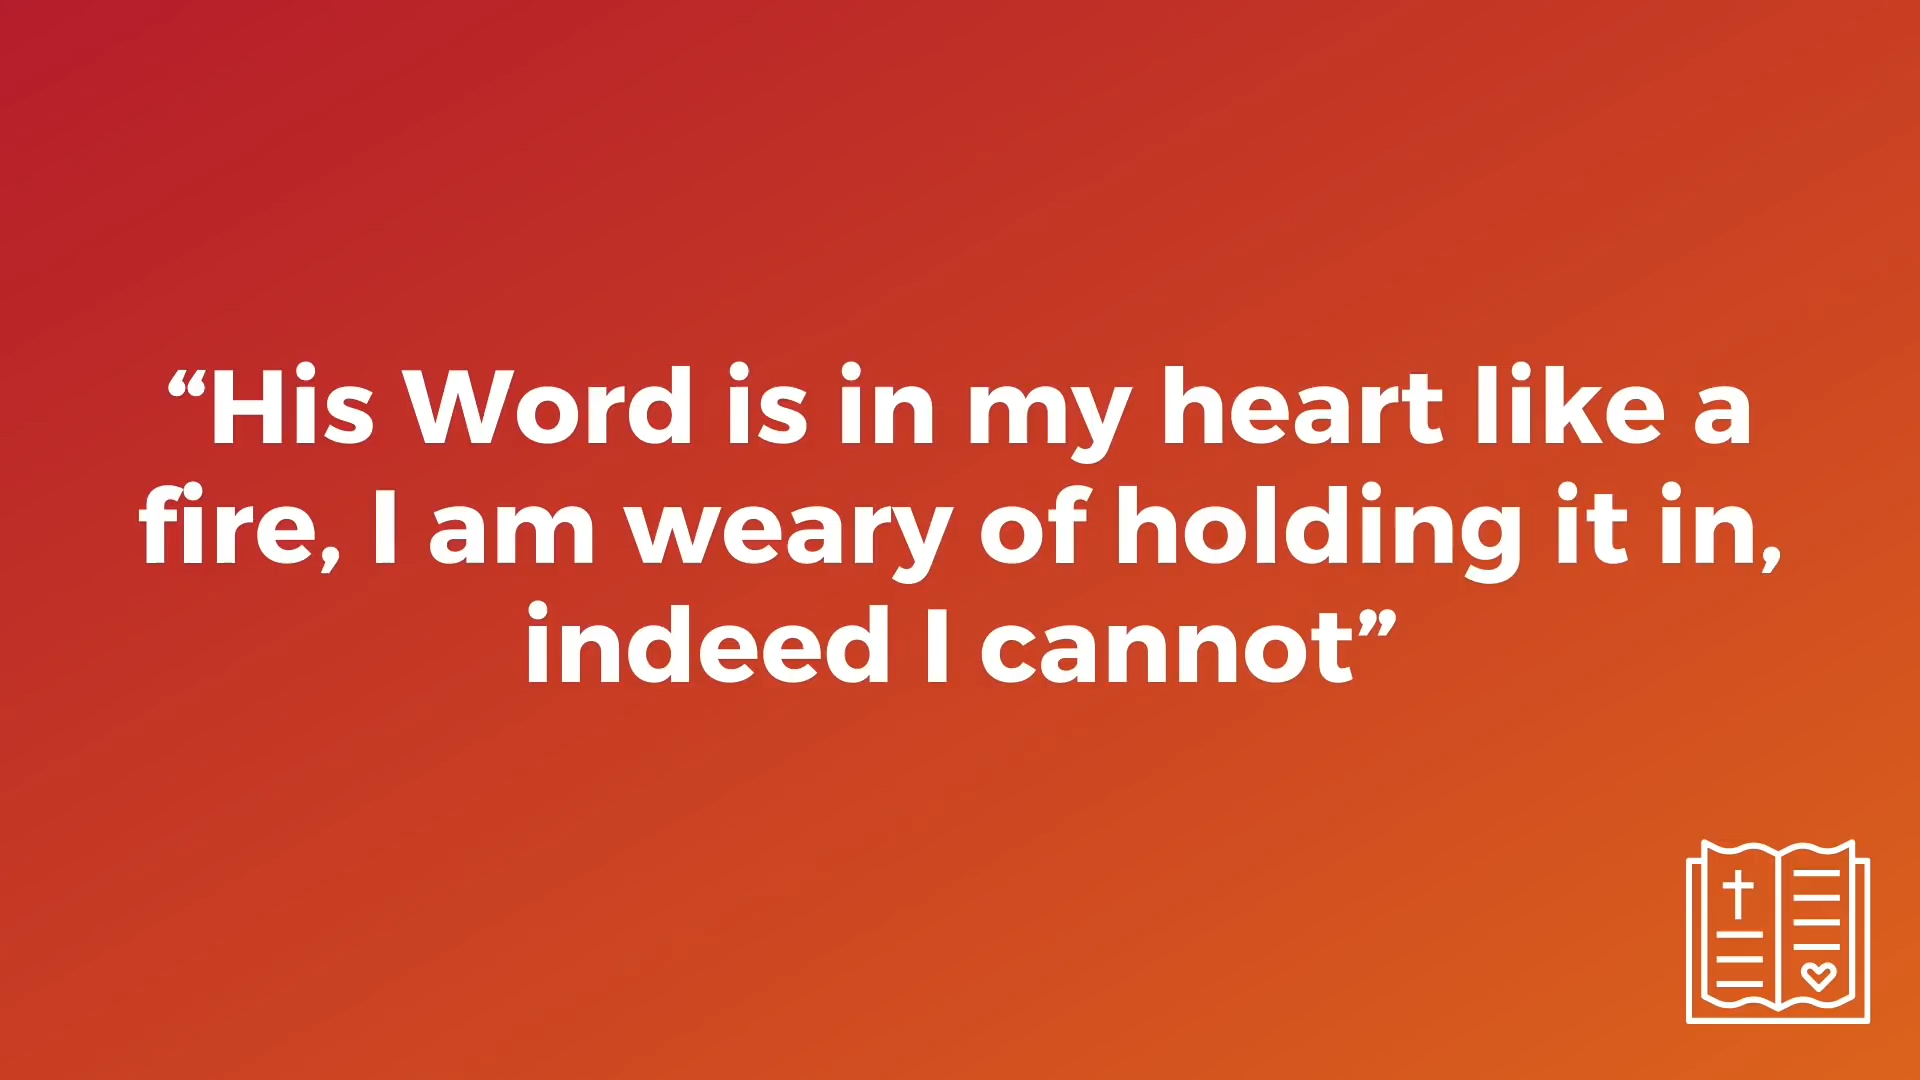 “His Word is in my heart like a
fire, I am weary of holding it in,
indeed I cannot”